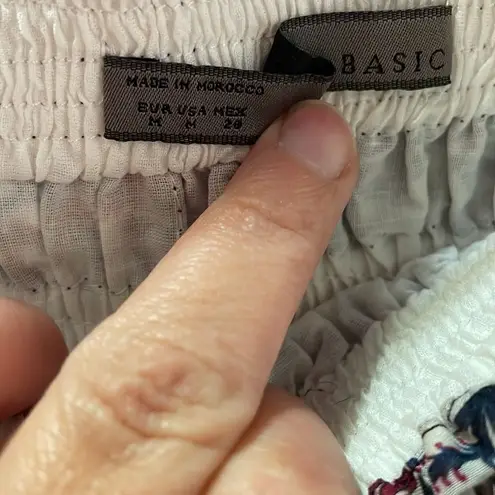 BASIC
MADE IN MOROCCO
EUR USA MEX
M M 28